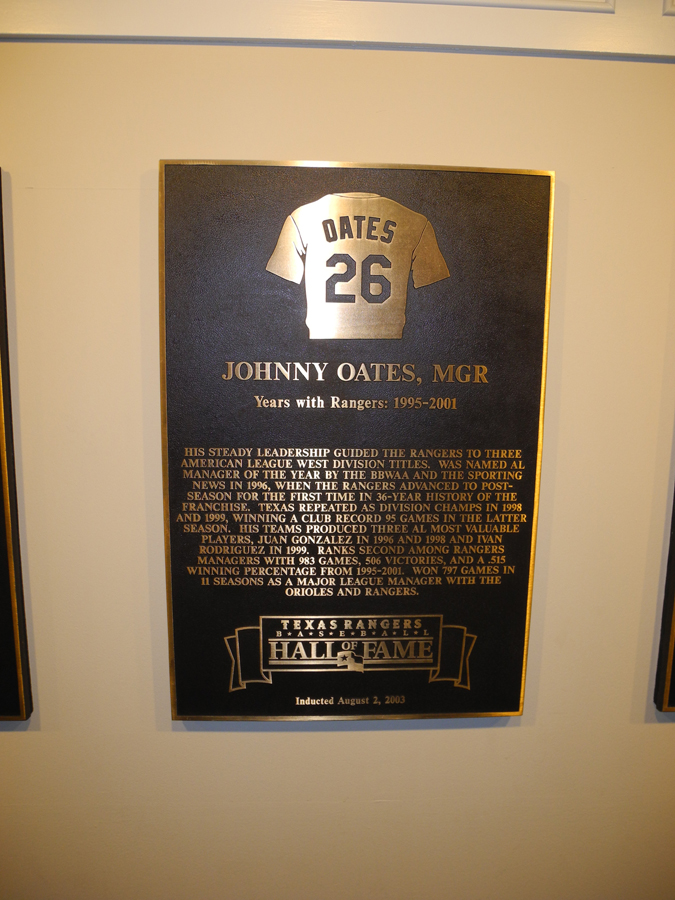 OATES
26
JOHNNY OATES, MGR
Years with Rangers: 1995-2001
HIS STEADY LEADERSHIP GUIDED THE RANGERS TO THREE
AMERICAN LEAGUE WEST DIVISION TITLES. WAS NAMED AL
MANAGER OF THE YEAR BY THE BBWAA AND THE SPORTING
NEWS IN 1996, WHEN THE RANGERS ADVANCED TO POST-
SEASON FOR THE FIRST TIME IN 36-YEAR HISTORY OF THE
FRANCHISE. TEXAS REPEATED AS DIVISION CHAMPS IN 1998
AND 1999, WINNING A CLUB RECORD 95 GAMES IN THE LATTER
SEASON. HIS TEAMS PRODUCED THREE AL MOST VALUABLE
PLAYERS, JUAN GONZALEZ IN 1996 AND 1998 AND IVAN
RODRIGUEZ IN 1999. RANKS SECOND AMONG RANGERS
MANAGERS WITH 983 GAMES, 506 VICTORIES, AND A .515
WINNING PERCENTAGE FROM 1995-2001. WON 797 GAMES IN
11 SEASONS AS A MAJOR LEAGUE MANAGER WITH THE
ORIOLES AND RANGERS.
TEXAS RANGERS
B★A★S★E★B★A★L★L
HALL OF FAME
Inducted August 2, 2003